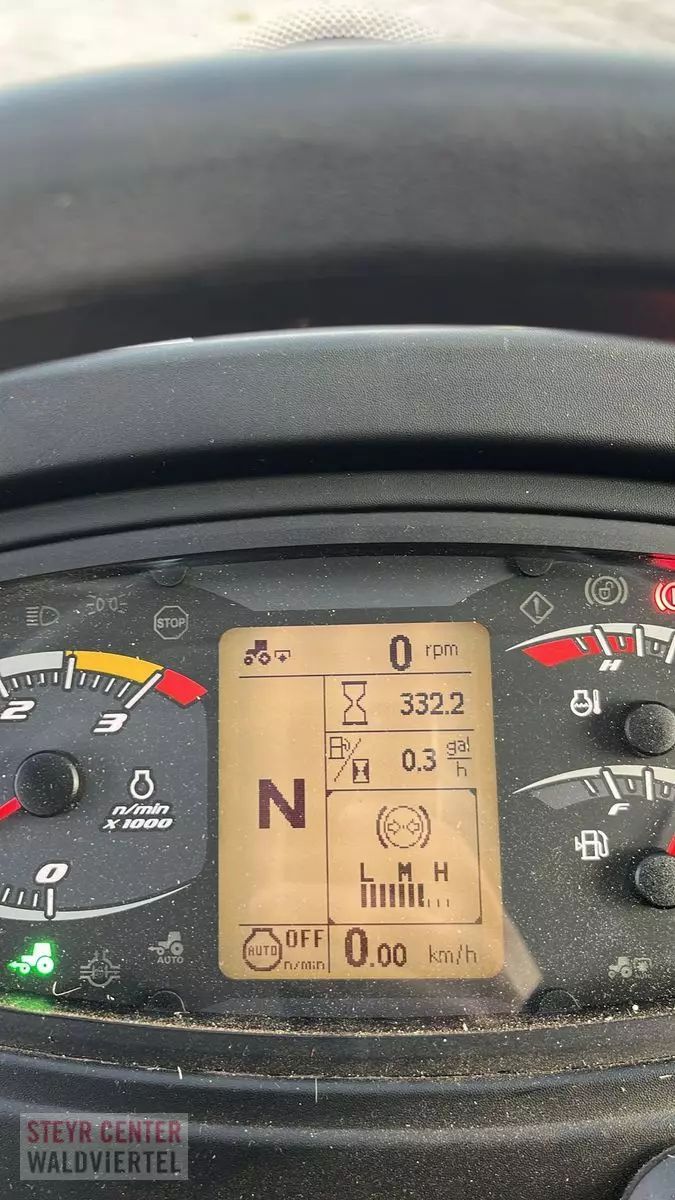 STOP
0 rpm
332.2
0.3 gal/h
N
L M H
AUTO OFF
n/min
0.00 km/h
2
3
n/min
X1000
0
AUTO
H
F
STEYR CENTER
WALDVIERTEL